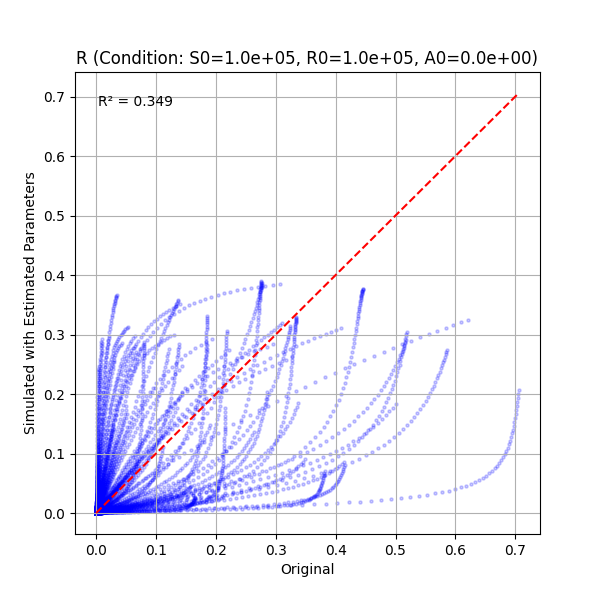 R (Condition: S0=1.0e+05, R0=1.0e+05, A0=0.0e+00)
R² = 0.349
0.7
0.6
0.5
0.4
0.3
0.2
0.1
0.0
Simulated with Estimated Parameters
0.0 0.1 0.2 0.3 0.4 0.5 0.6 0.7
Original